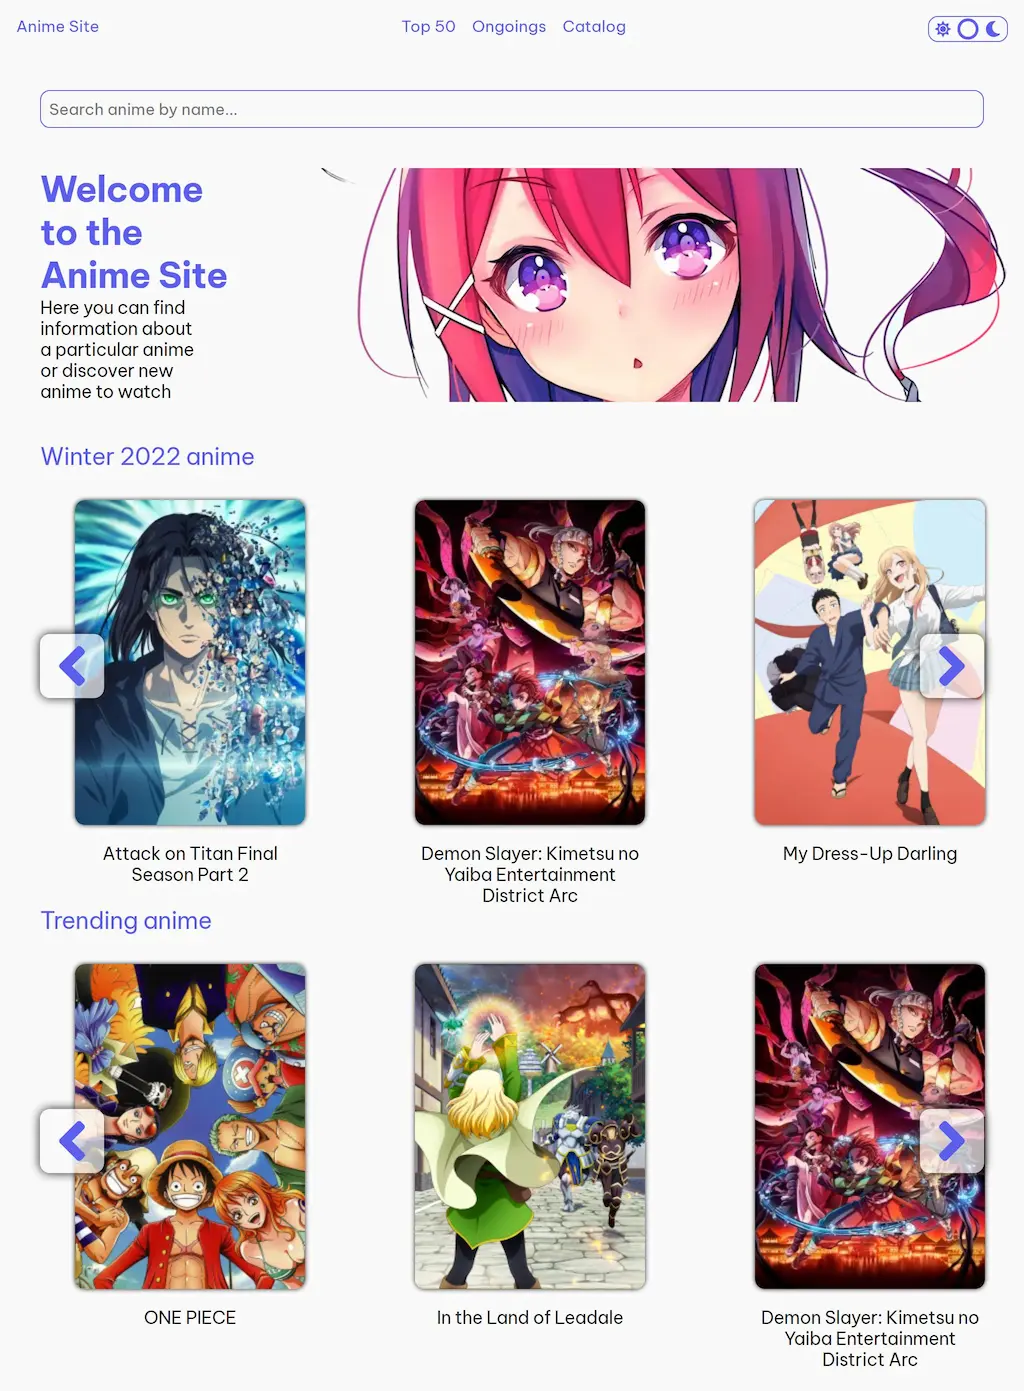 Anime Site
Top 50
Ongoings
Catalog
Search anime by name...
Welcome
to the
Anime Site
Here you can find
information about
a particular anime
or discover new
anime to watch
Winter 2022 anime
Attack on Titan Final
Season Part 2
Demon Slayer: Kimetsu no
Yaiba Entertainment
District Arc
My Dress-Up Darling
Trending anime
ONE PIECE
In the Land of Leadale
Demon Slayer: Kimetsu no
Yaiba Entertainment
District Arc